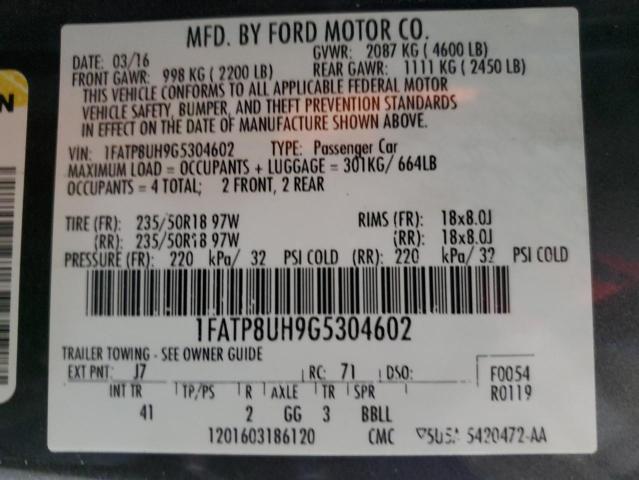 MFD. BY FORD MOTOR CO.
DATE: 03/16 GVWR: 2087 KG ( 4600 LB)
FRONT GAWR: 998 KG ( 2200 LB) REAR GAWR: 1111 KG ( 2450 LB)
THIS VEHICLE CONFORMS TO ALL APPLICABLE FEDERAL MOTOR
VEHICLE SAFETY, BUMPER, AND THEFT PREVENTION STANDARDS
IN EFFECT ON THE DATE OF MANUFACTURE SHOWN ABOVE.
VIN: 1FATP8UH9G5304602 TYPE: Passenger Car
MAXIMUM LOAD = OCCUPANTS + LUGGAGE = 301KG/ 664LB
OCCUPANTS = 4 TOTAL; 2 FRONT, 2 REAR
TIRE (FR): 235/50R18 97W RIMS (FR): 18x8.0J
(RR): 235/50R18 97W (RR): 18x8.0J
PRESSURE (FR): 220 kPa/ 32 PSI COLD (RR): 220 kPa/ 32 PSI COLD
1FATP8UH9G5304602
TRAILER TOWING - SEE OWNER GUIDE
EXT PNT: J7 RC: 71 DSO: F0054
R0119
INT TR TP/PS R AXLE TR SPR
41 2 GG 3 BBLL
1201603186120 CMC 5420472-AA
N